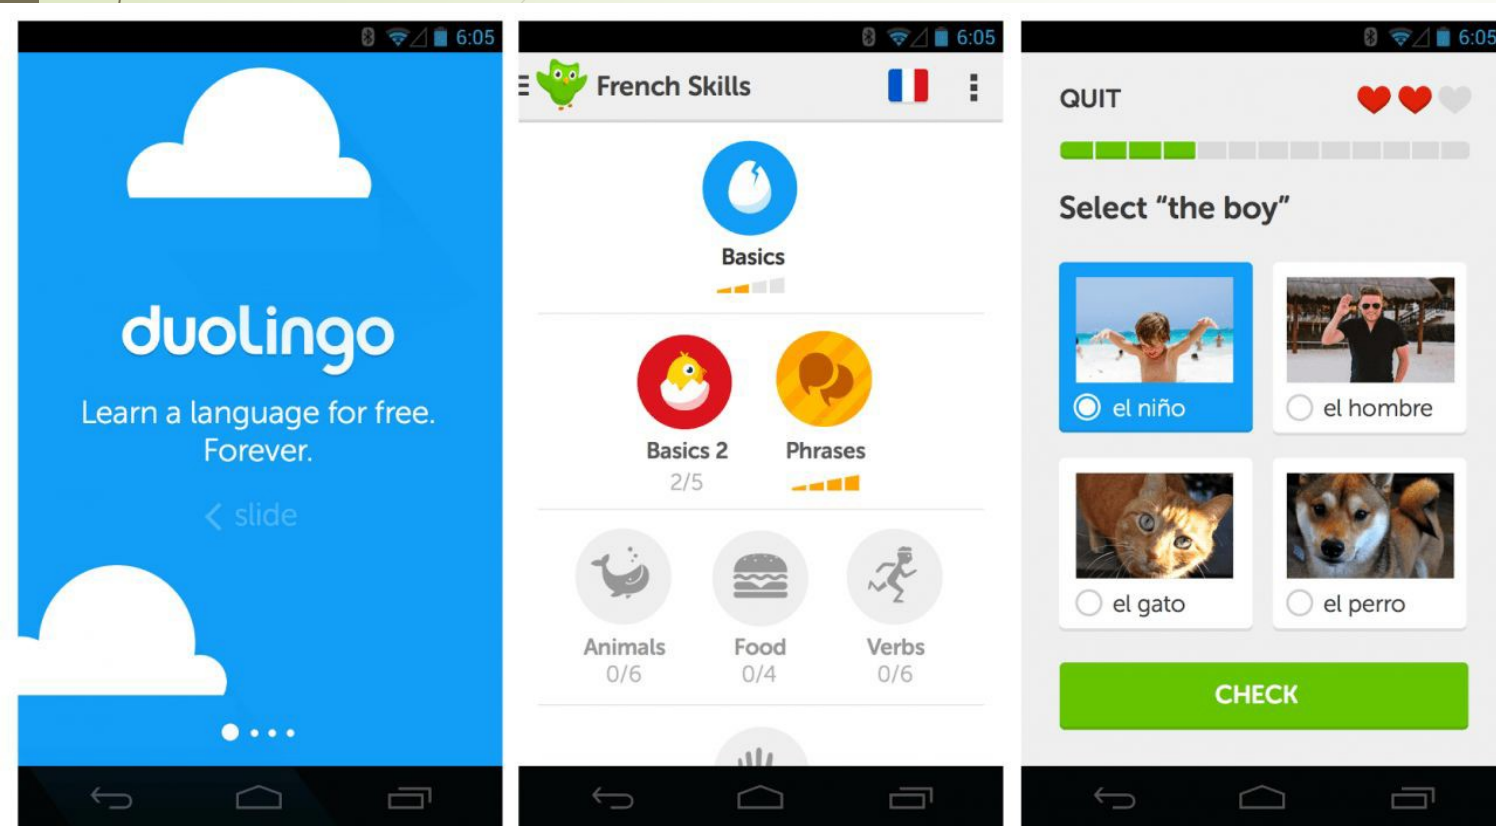 6:05
duolingo
Learn a language for free.
Forever.
slide
6:05
French Skills
Basics
Basics 2
2/5
Phrases
Animals
0/6
Food
0/4
Verbs
0/6
6:05
QUIT
Select “the boy”
el niño
el hombre
el gato
el perro
CHECK